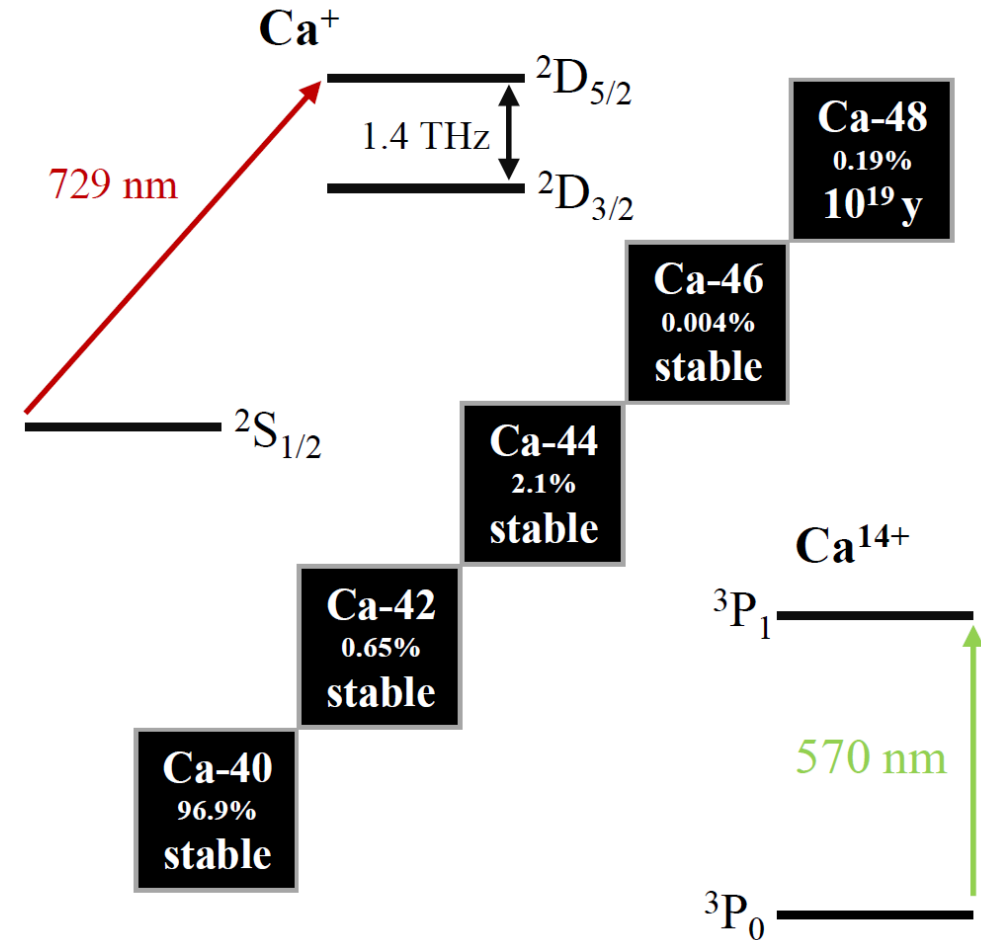 Ca⁺
²D₅/₂
1.4 THz
729 nm
²D₃/₂
²S₁/₂
Ca-48
0.19%
10¹⁹ y
Ca-46
0.004%
stable
Ca-44
2.1%
stable
Ca-42
0.65%
stable
Ca-40
96.9%
stable
Ca¹⁴⁺
³P₁
570 nm
³P₀